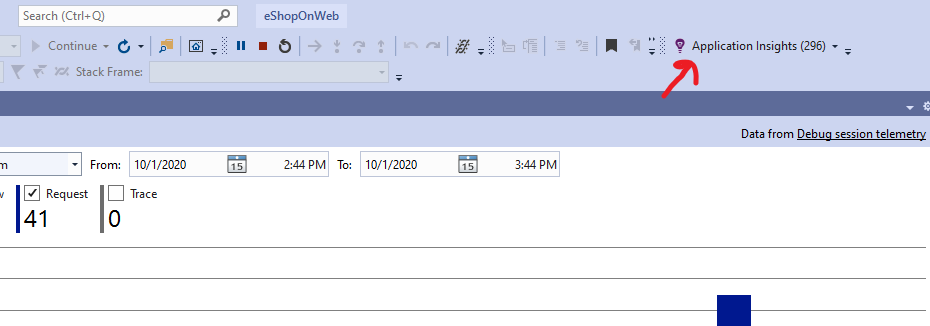 Search (Ctrl+Q) eShopOnWeb
Continue Application Insights (296)
Stack Frame:
Data from Debug session telemetry
m From: 10/1/2020 15 2:44 PM To: 10/1/2020 15 3:44 PM
w Request Trace
41 0